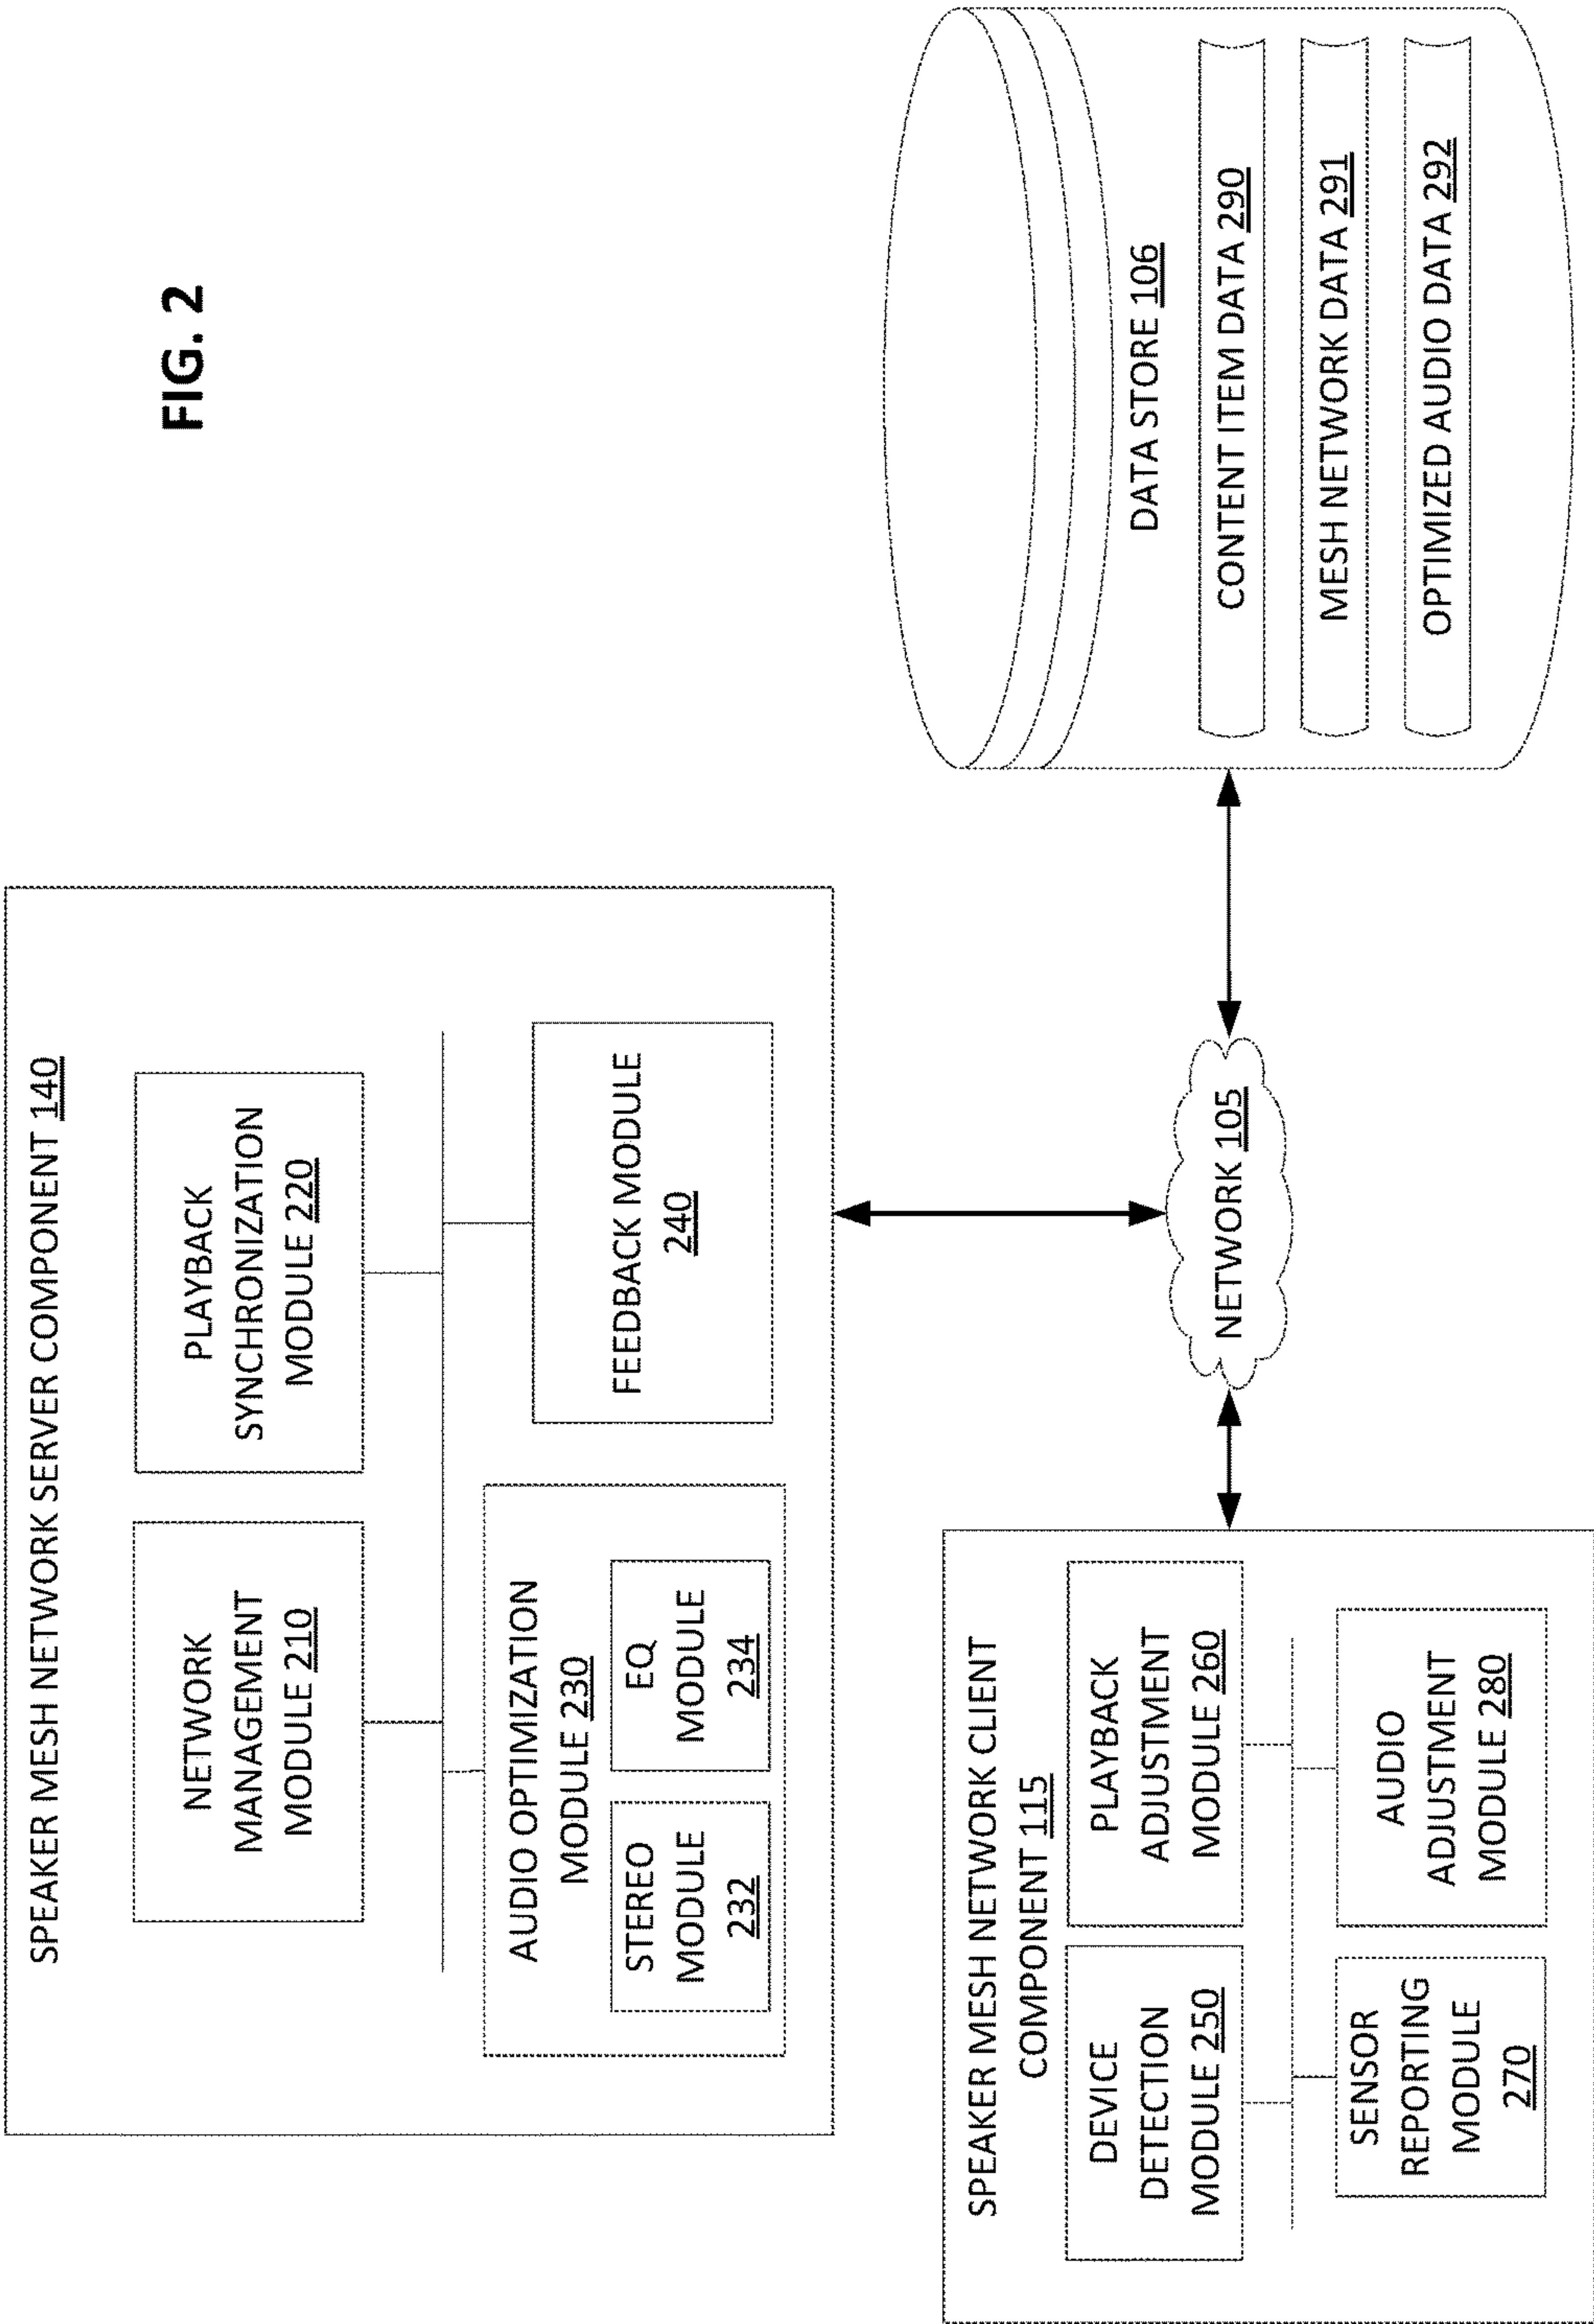 FIG. 2
SPEAKER MESH NETWORK SERVER COMPONENT 140
NETWORK
MANAGEMENT
MODULE 210
PLAYBACK
SYNCHRONIZATION
MODULE 220
AUDIO OPTIMIZATION
MODULE 230
STEREO
MODULE
232
EQ
MODULE
234
FEEDBACK MODULE
240
SPEAKER MESH NETWORK CLIENT
COMPONENT 115
DEVICE
DETECTION
MODULE 250
PLAYBACK
ADJUSTMENT
MODULE 260
SENSOR
REPORTING
MODULE
270
AUDIO
ADJUSTMENT
MODULE 280
NETWORK 105
DATA STORE 106
CONTENT ITEM DATA 290
MESH NETWORK DATA 291
OPTIMIZED AUDIO DATA 292